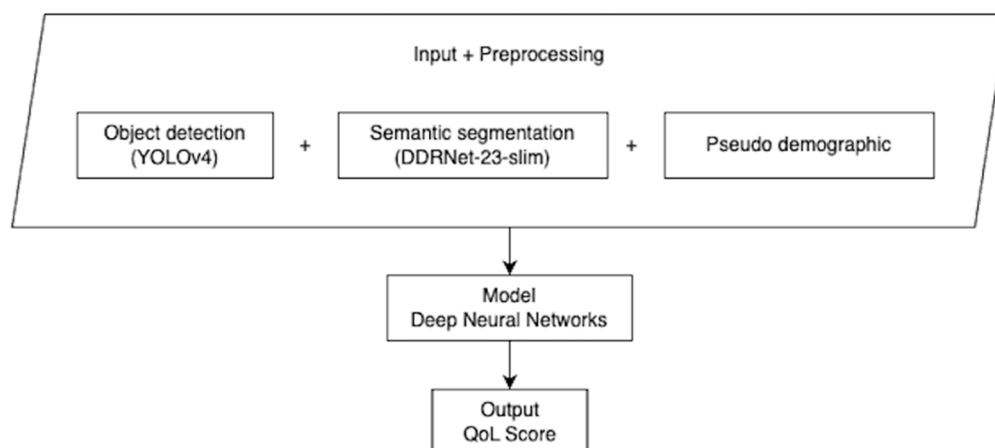 Input + Preprocessing
Object detection
(YOLOv4)
+
Semantic segmentation
(DDRNet-23-slim)
+
Pseudo demographic
Model
Deep Neural Networks
Output
QoL Score